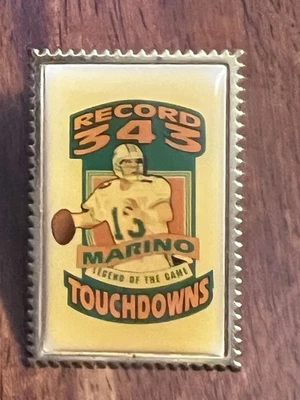 RECORD
343
13
MARINO
LEGEND OF THE GAME
TOUCHDOWNS